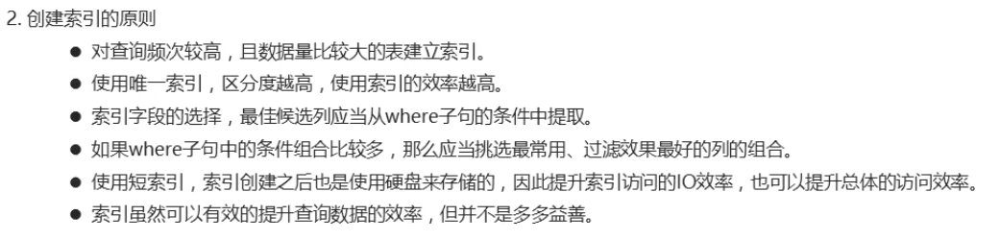 2. 创建索引的原则
● 对查询频次较高，且数据量比较大的表建立索引。
● 使用唯一索引，区分度越高，使用索引的效率越高。
● 索引字段的选择，最佳候选列应当从where子句的条件中提取。
● 如果where子句中的条件组合比较多，那么应当挑选最常用、过滤效果最好的列的组合。
● 使用短索引，索引创建之后也是使用硬盘来存储的，因此提升索引访问的IO效率，也可以提升总体的访问效率。
● 索引虽然可以有效的提升查询数据的效率，但并不是多多益善。